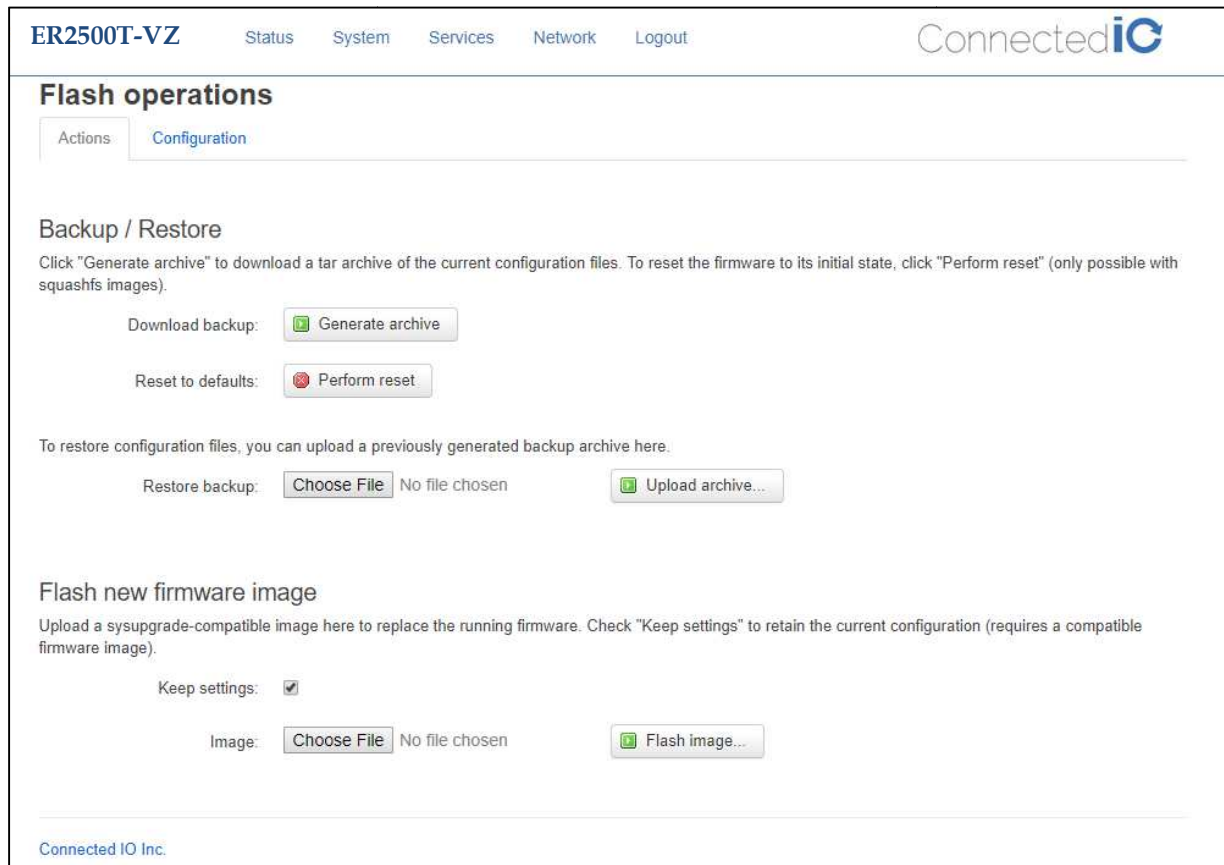 ER2500T-VZ Status System Services Network Logout ConnectediO
Flash operations
Actions Configuration
Backup / Restore
Click "Generate archive" to download a tar archive of the current configuration files. To reset the firmware to its initial state, click "Perform reset" (only possible with
squashfs images).
Download backup: Generate archive
Reset to defaults: Perform reset
To restore configuration files, you can upload a previously generated backup archive here.
Restore backup: Choose File No file chosen Upload archive...
Flash new firmware image
Upload a sysupgrade-compatible image here to replace the running firmware. Check "Keep settings" to retain the current configuration (requires a compatible
firmware image).
Keep settings:
Image: Choose File No file chosen Flash image...
Connected IO Inc.